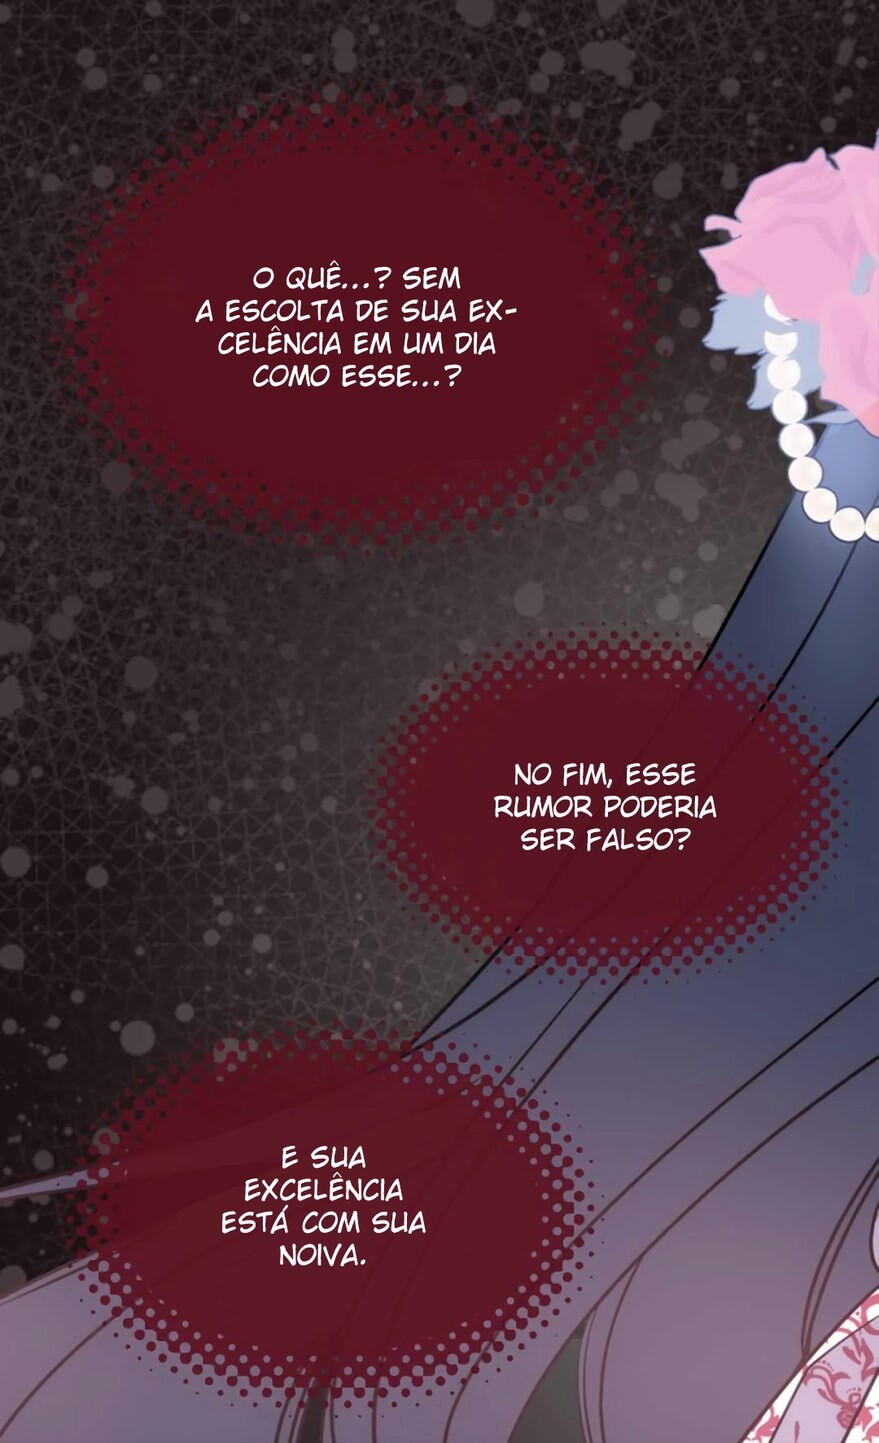 O QUÊ...? SEM
A ESCOLTA DE SUA EX-
CELÊNCIA EM UM DIA
COMO ESSE...?
NO FIM, ESSE
RUMOR PODERIA
SER FALSO?
E SUA
EXCELÊNCIA
ESTÁ COM SUA
NOIVA.